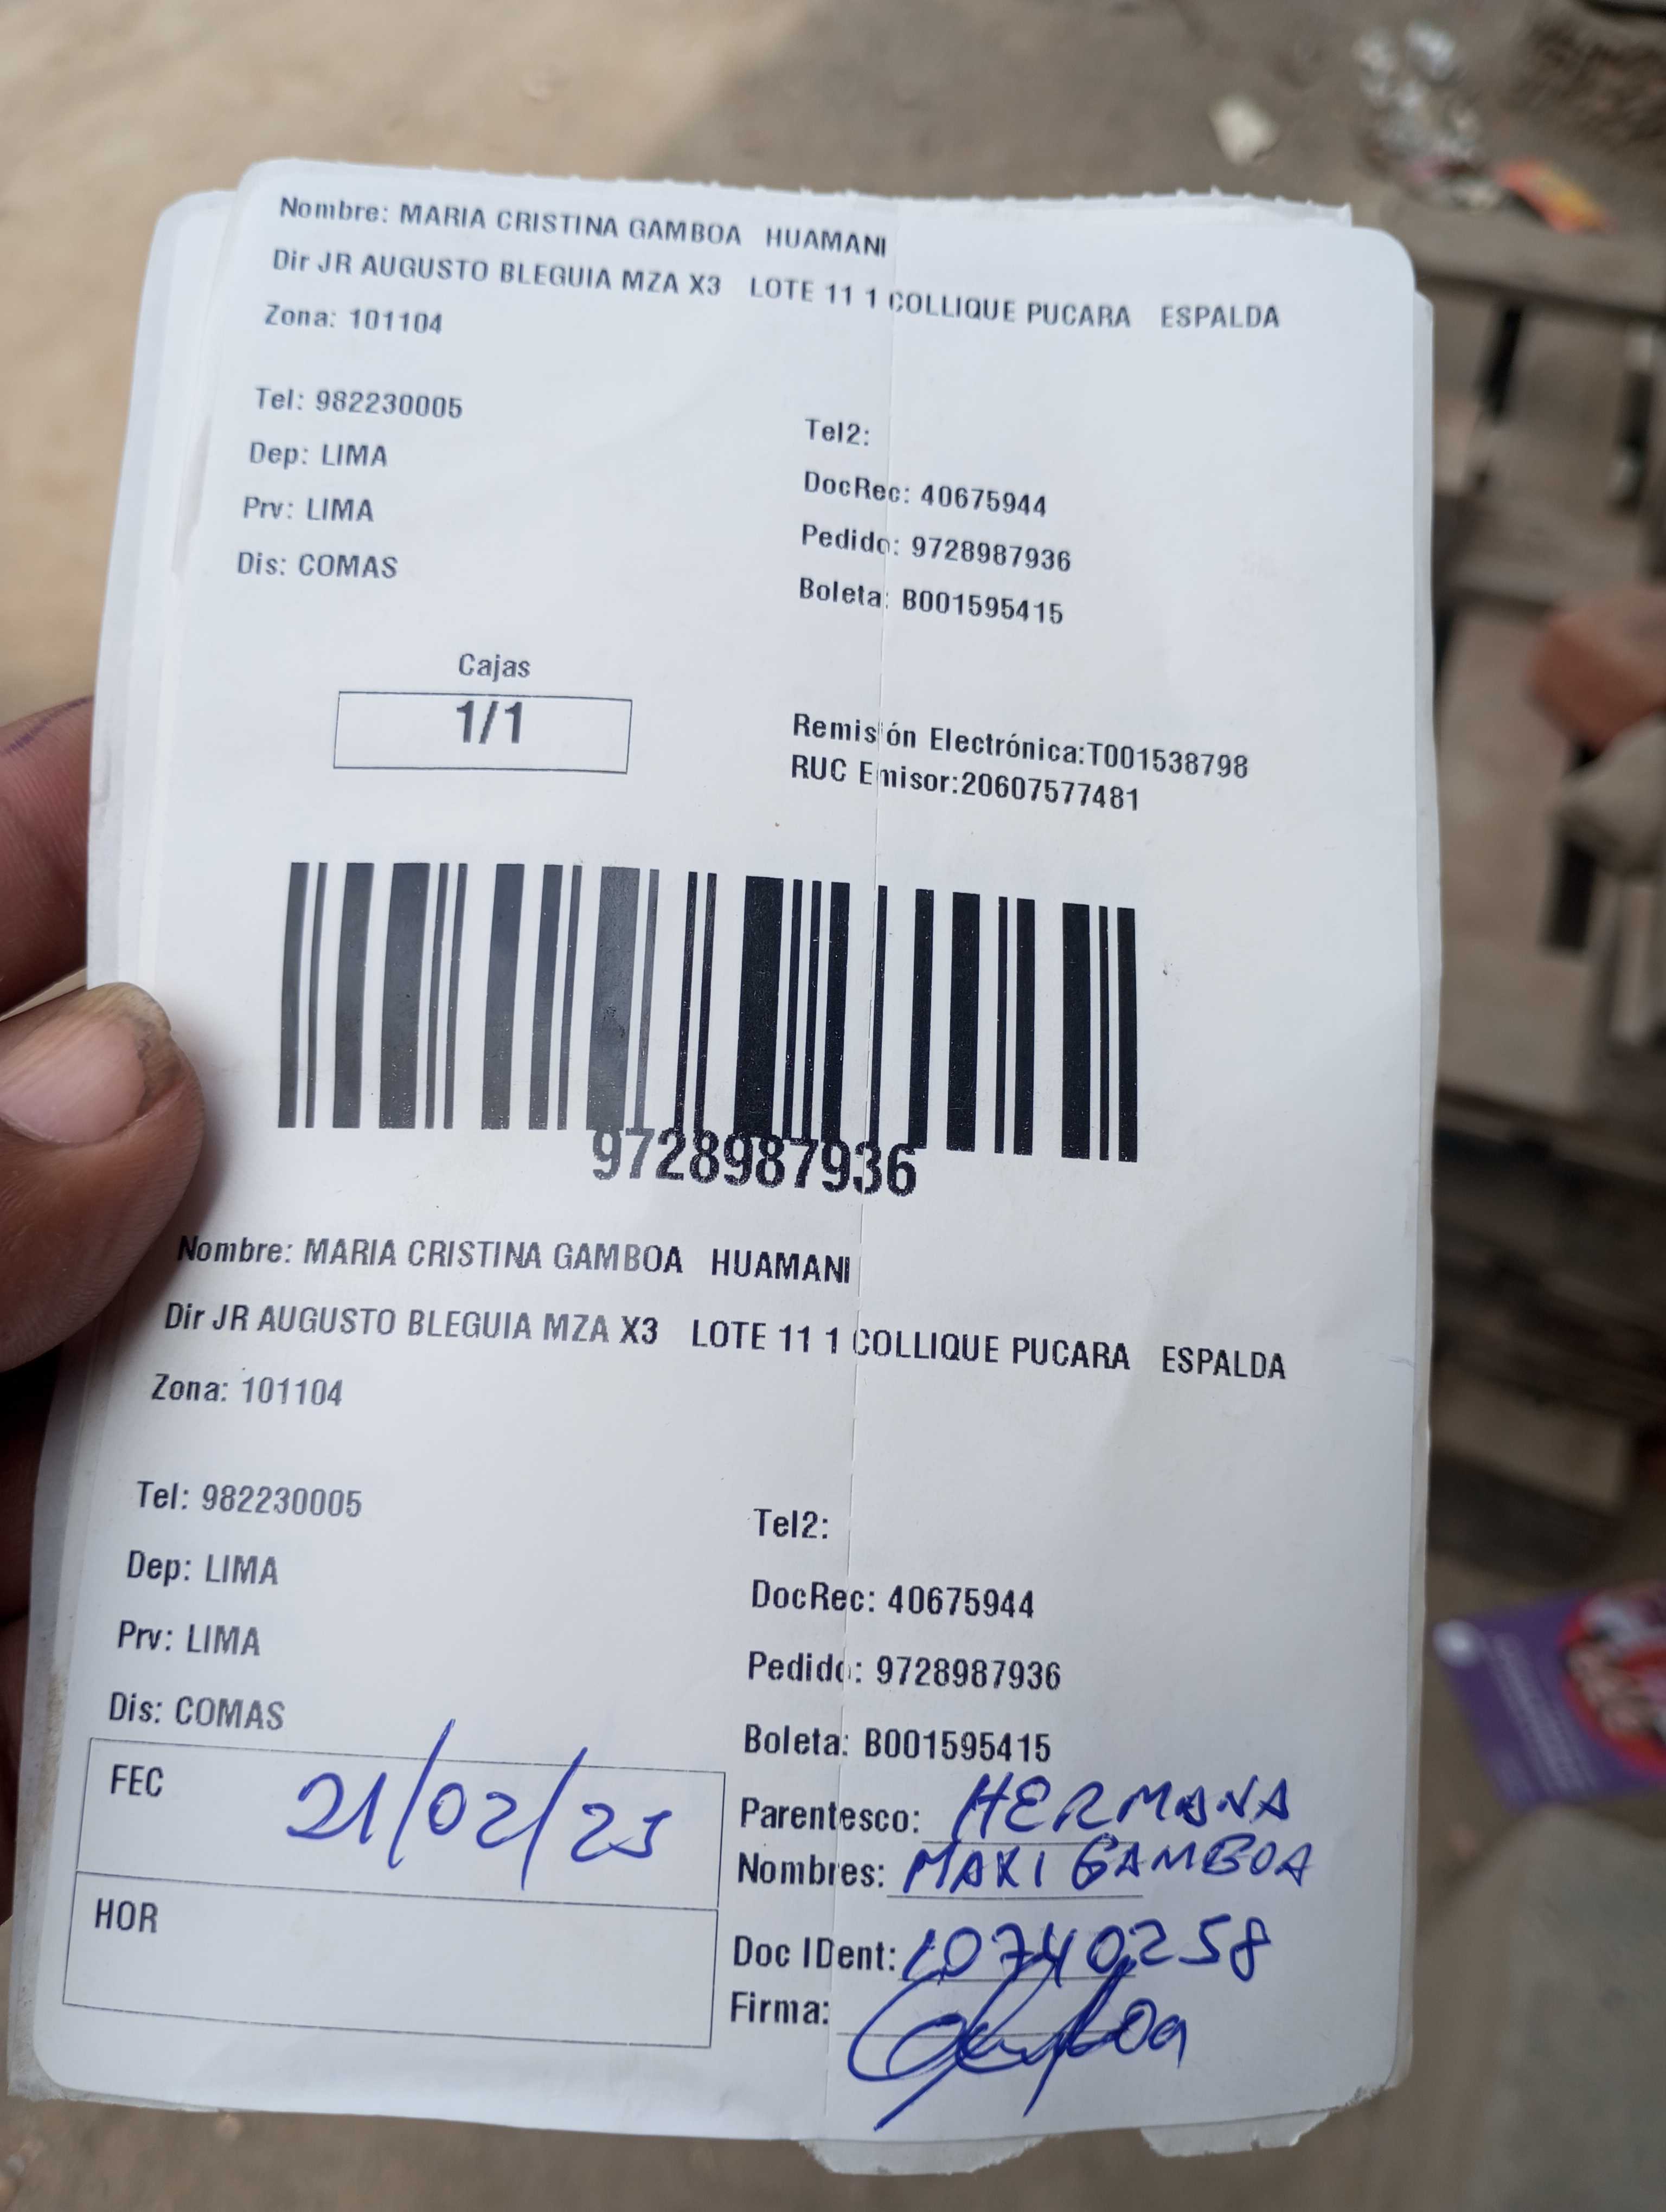 Nombre: MARIA CRISTINA GAMBOA HUAMANI
Dir JR AUGUSTO BLEGUIA MZA X3 LOTE 11 1 COLLIQUE PUCARA ESPALDA
Zona: 101104
Tel: 982230005
Tel2:
Dep: LIMA
DocRec: 40675944
Prv: LIMA
Pedido: 9728987936
Dis: COMAS
Boleta: B001595415
Cajas
1/1
Remisión Electrónica:T001538798
RUC Emisor:20607577481
9728987936
Nombre: MARIA CRISTINA GAMBOA HUAMANI
Dir JR AUGUSTO BLEGUIA MZA X3 LOTE 11 1 COLLIQUE PUCARA ESPALDA
Zona: 101104
Tel: 982230005
Tel2:
Dep: LIMA
DocRec: 40675944
Prv: LIMA
Pedido: 9728987936
Dis: COMAS
Boleta: B001595415
FEC 21/02/25
Parentesco: HERMANA
Nombres: MAXI GAMBOA
HOR
Doc IDent: 10740258
Firma: Gamboa